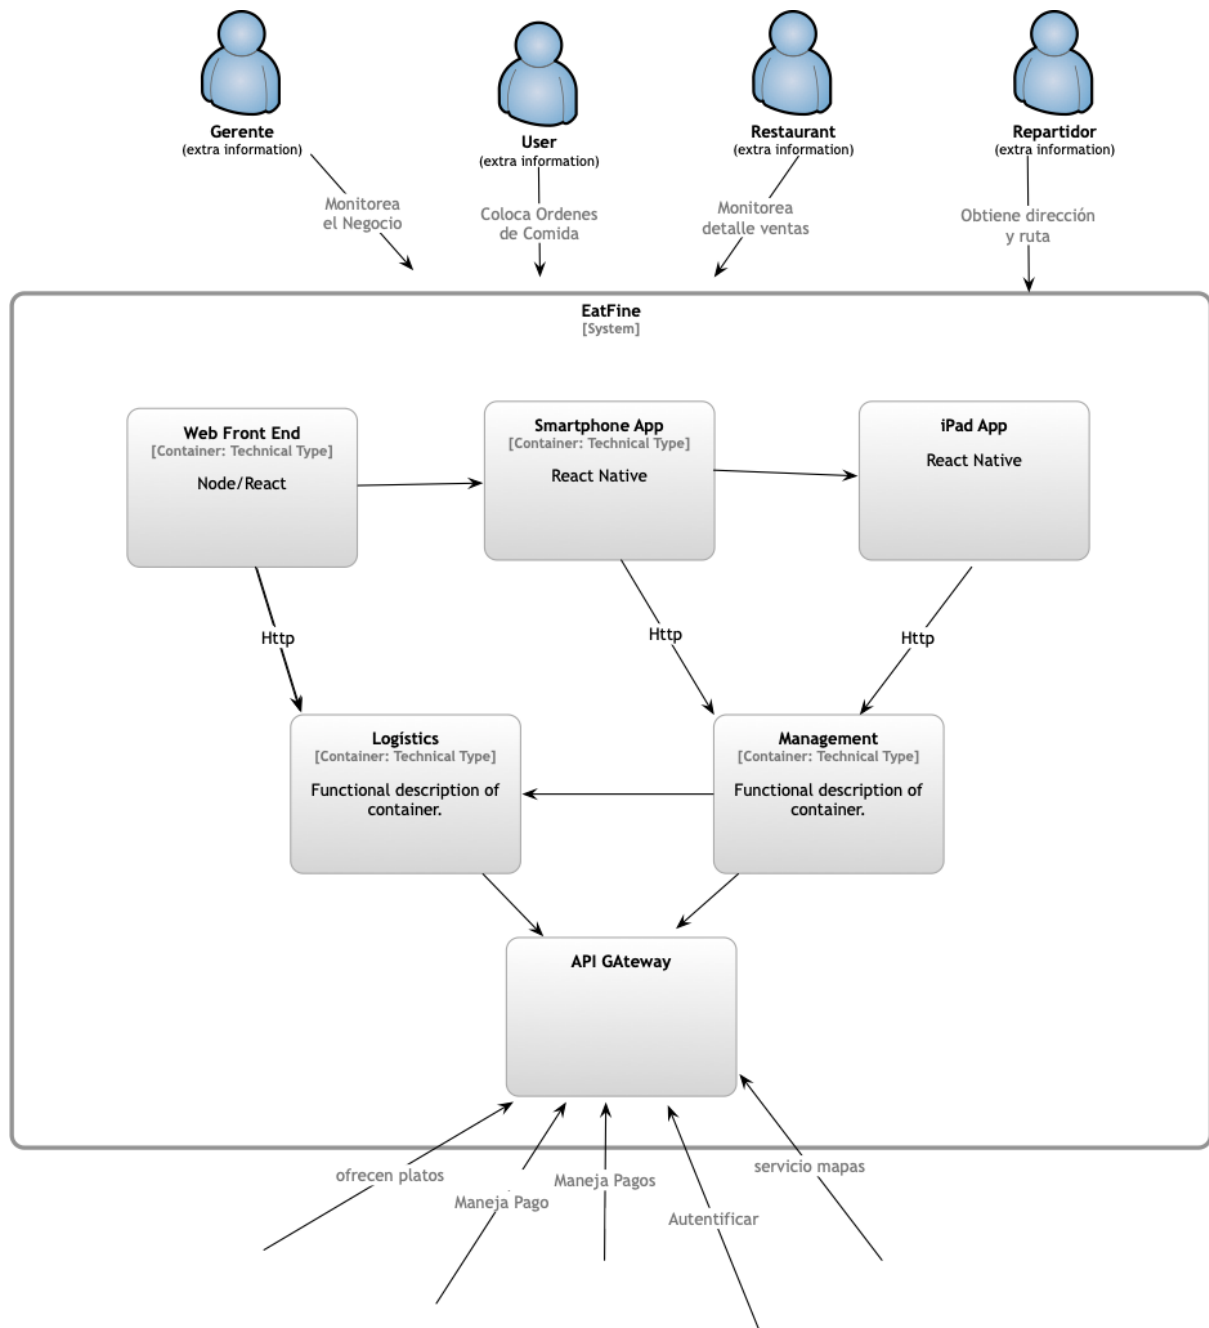 Gerente
(extra information)
User
(extra information)
Restaurant
(extra information)
Repartidor
(extra information)
Monitorea
el Negocio
Coloca Ordenes
de Comida
Monitorea
detalle ventas
Obtiene dirección
y ruta
EatFine
[System]
Web Front End
[Container: Technical Type]
Node/React
Smartphone App
[Container: Technical Type]
React Native
iPad App
React Native
Http
Http
Http
Logístics
[Container: Technical Type]
Functional description of
container.
Management
[Container: Technical Type]
Functional description of
container.
API GAteway
ofrecen platos
Maneja Pago
Maneja Pagos
Autentificar
servicio mapas